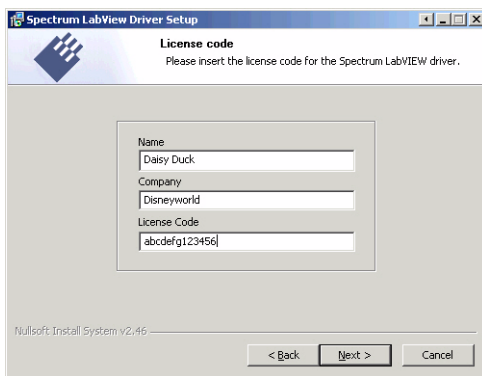 Spectrum LabView Driver Setup
License code
Please insert the license code for the Spectrum LabVIEW driver.
Name
Daisy Duck
Company
Disneyworld
License Code
abcdefg123456
Nullsoft Install System v2.46
< Back
Next >
Cancel